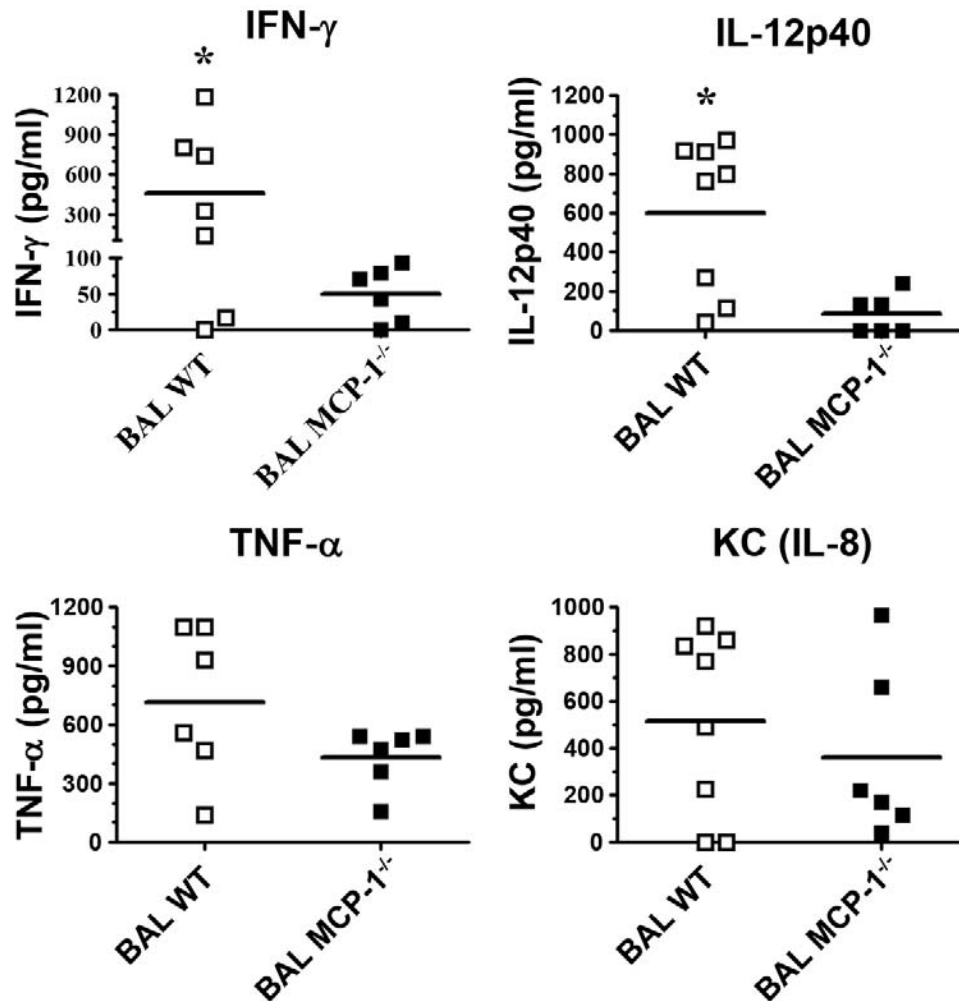 IFN-γ
*
IFN-γ (pg/ml)
1200
900
600
300
100
50
0
BAL WT
BAL MCP-1-/-
IL-12p40
*
IL-12p40 (pg/ml)
1200
1000
800
600
400
200
0
BAL WT
BAL MCP-1-/-
TNF-α
TNF-α (pg/ml)
1200
900
600
300
0
BAL WT
BAL MCP-1-/-
KC (IL-8)
KC (pg/ml)
1000
800
600
400
200
0
BAL WT
BAL MCP-1-/-